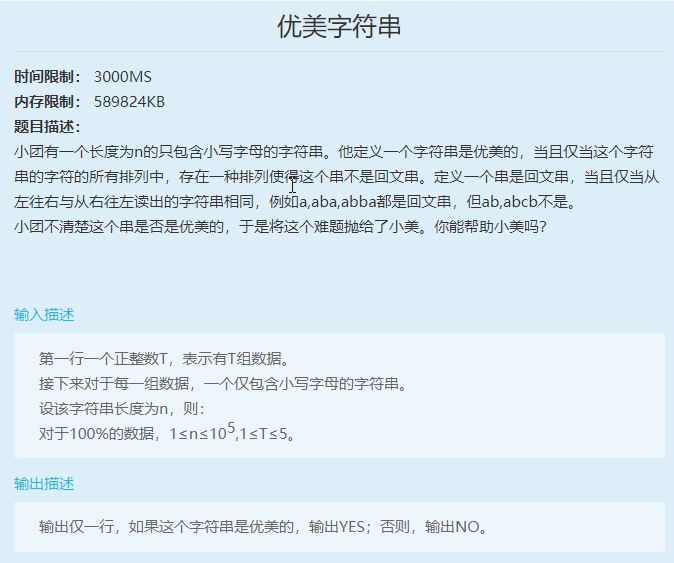 优美字符串
时间限制： 3000MS
内存限制： 589824KB
题目描述：
小团有一个长度为n的只包含小写字母的字符串。他定义一个字符串是优美的，当且仅当这个字符
串的字符的所有排列中，存在一种排列使得这个串不是回文串。定义一个串是回文串，当且仅当从
左往右与从右往左读出的字符串相同，例如a,aba,abba都是回文串，但ab,abcb不是。
小团不清楚这个串是否是优美的，于是将这个难题抛给了小美。你能帮助小美吗？
输入描述
第一行一个正整数T，表示有T组数据。
接下来对于每一组数据，一个仅包含小写字母的字符串。
设该字符串长度为n，则：
对于100%的数据，1≤n≤10^5,1≤T≤5。
输出描述
输出仅一行，如果这个字符串是优美的，输出YES；否则，输出NO。